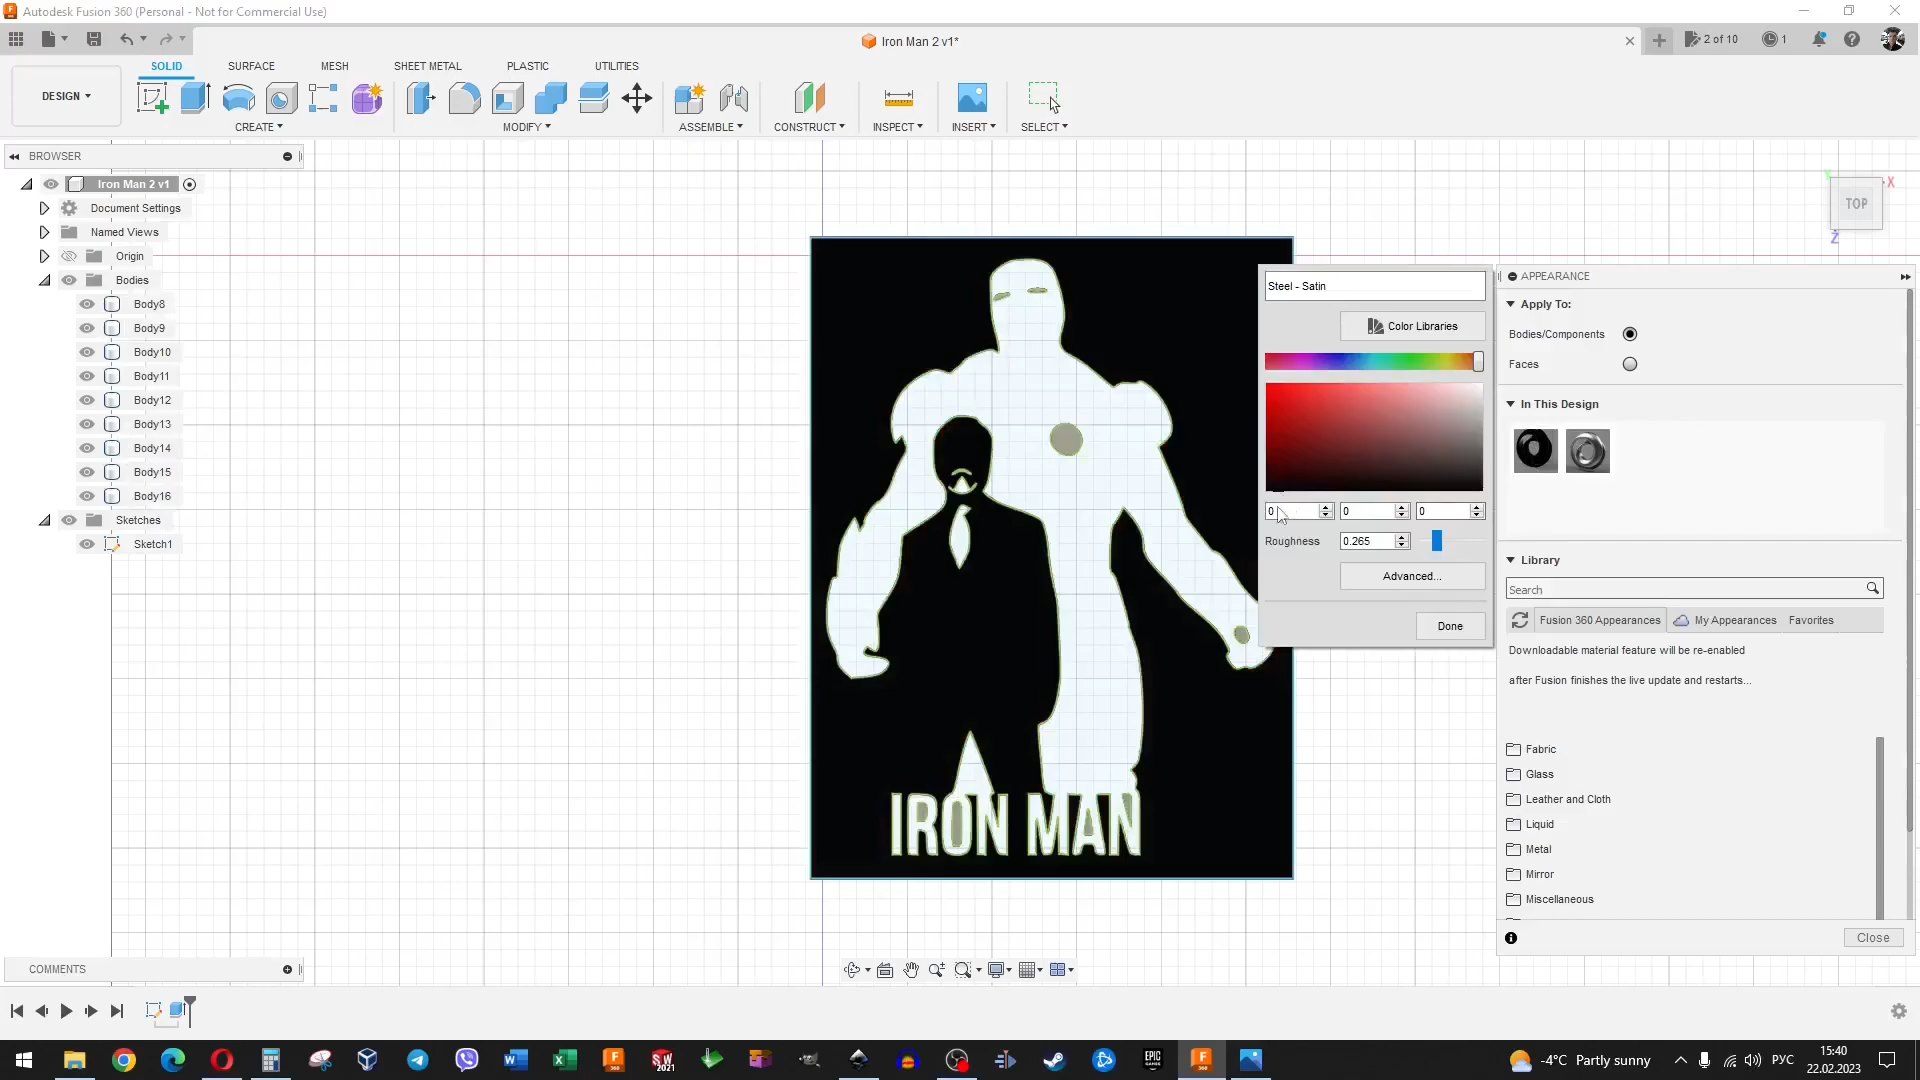 Autodesk Fusion 360 (Personal - Not for Commercial Use)
Iron Man 2 v1*
2 of 10
1
DESIGN
SOLID
SURFACE
MESH
SHEET METAL
PLASTIC
UTILITIES
CREATE
MODIFY
ASSEMBLE
CONSTRUCT
INSPECT
INSERT
SELECT
BROWSER
Iron Man 2 v1
Document Settings
Named Views
Origin
Bodies
Body8
Body9
Body10
Body11
Body12
Body13
Body14
Body15
Body16
Sketches
Sketch1
IRON MAN
Y
X
TOP
Z
Steel - Satin
Color Libraries
0
0
0
Roughness
0.265
Advanced...
Done
APPEARANCE
Apply To:
Bodies/Components
Faces
In This Design
Library
Search
Fusion 360 Appearances
My Appearances
Favorites
Downloadable material feature will be re-enabled
after Fusion finishes the live update and restarts...
Fabric
Glass
Leather and Cloth
Liquid
Metal
Mirror
Miscellaneous
Close
COMMENTS
SW
2021
EPIC
GAMES
F
360
-4°C Partly sunny
РУС
15:40
22.02.2023